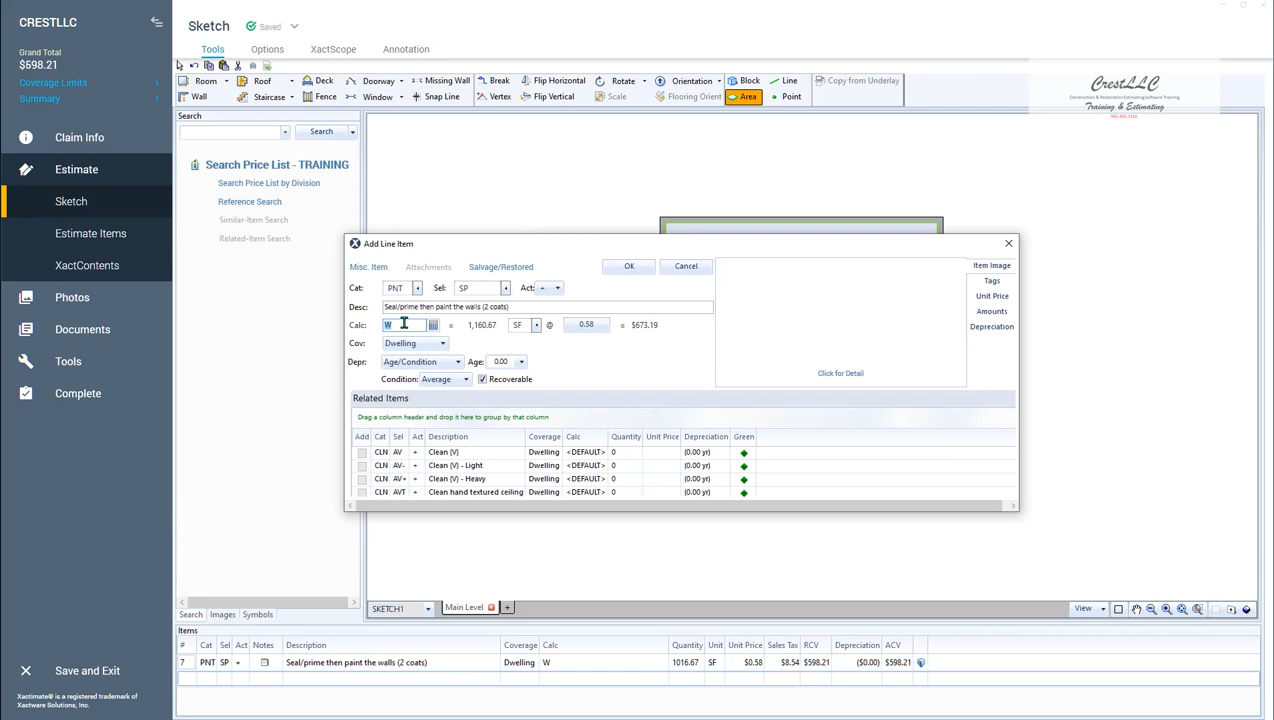 CRESTLLC
Grand Total
$598.21
Coverage Limits
Summary
Claim Info
Estimate
Sketch
Estimate Items
XactContents
Photos
Documents
Tools
Complete
Save and Exit
Xactimate® is a registered trademark of
Xactware Solutions, Inc.
Sketch
Saved
Tools
Options
XactScope
Annotation
Room
Roof
Deck
Doorway
Missing Wall
Break
Flip Horizontal
Rotate
Orientation
Block
Line
Copy from Underlay
Wall
Staircase
Fence
Window
Snap Line
Vertex
Flip Vertical
Scale
Flooring Orient
Area
Point
CrestLLC
Construction & Restoration Estimating Software Training
Training & Estimating
Search
Search
Search Price List - TRAINING
Search Price List by Division
Reference Search
Similar-Item Search
Related-Item Search
Search Images Symbols
Add Line Item
Misc. Item Attachments Salvage/Restored OK Cancel
Cat: PNT Sel: SP Act: +
Desc: Seal/prime then paint the walls (2 coats)
Calc: W = 1,160.67 SF @ 0.58 = $673.19
Cov: Dwelling
Depr: Age/Condition Age: 0.00
Condition: Average Recoverable
Click for Detail
Item Image
Tags
Unit Price
Amounts
Depreciation
Related Items
Drag a column header and drop it here to group by that column
Add Cat Sel Act Description Coverage Calc Quantity Unit Price Depreciation Green
CLN AV + Clean {V} Dwelling <DEFAULT> 0 (0.00 yr)
CLN AV- + Clean {V} - Light Dwelling <DEFAULT> 0 (0.00 yr)
CLN AV+ + Clean {V} - Heavy Dwelling <DEFAULT> 0 (0.00 yr)
CLN AVT + Clean hand textured ceiling Dwelling <DEFAULT> 0 (0.00 yr)
SKETCH1 Main Level + View
Items
# Cat Sel Act Notes Description Coverage Calc Quantity Unit Unit Price Sales Tax RCV Depreciation ACV
7 PNT SP + Seal/prime then paint the walls (2 coats) Dwelling W 1016.67 SF $0.58 $8.54 $598.21 ($0.00) $598.21